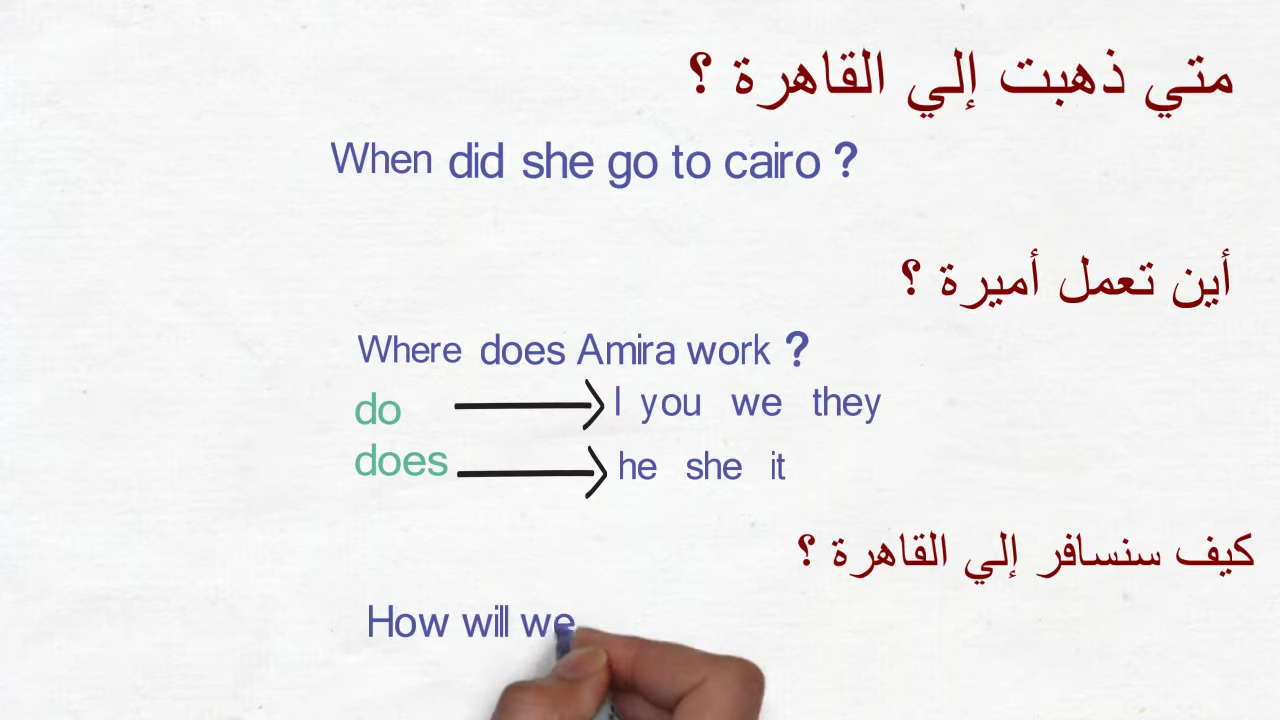 متي ذهبت إلي القاهرة ؟
When did she go to cairo ?
أين تعمل أميرة ؟
Where does Amira work ?
do I you we they
does he she it
كيف سنسافر إلي القاهرة ؟
How will we